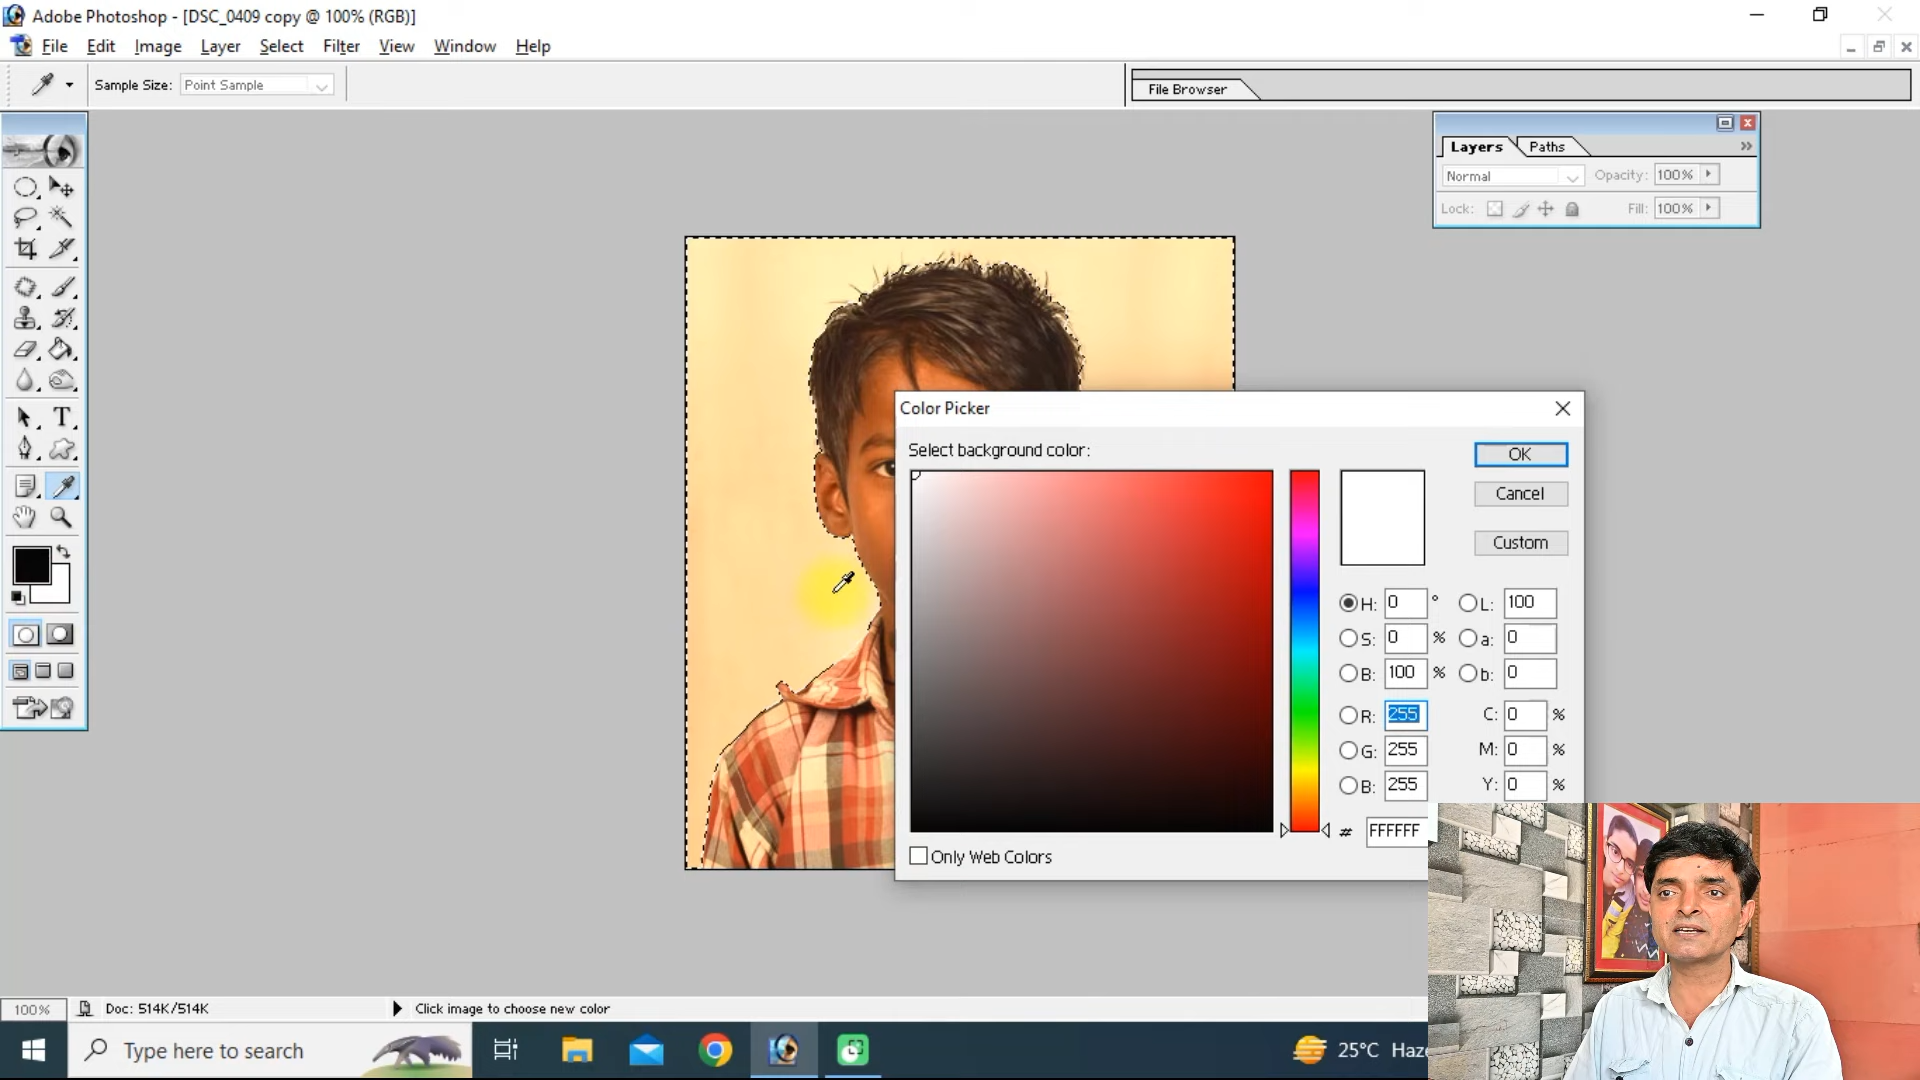 Adobe Photoshop - [DSC_0409 copy @ 100% (RGB)]
File Edit Image Layer Select Filter View Window Help
Sample Size: Point Sample
File Browser
Layers Paths
Normal Opacity: 100%
Lock: Fill: 100%
Color Picker
Select background color:
OK
Cancel
Custom
H: 0 ° L: 100
S: 0 % a: 0
B: 100 % b: 0
R: 255 C: 0 %
G: 255 M: 0 %
B: 255 Y: 0 %
# FFFFFF
Only Web Colors
T
100% Doc: 514K/514K Click image to choose new color
Type here to search 25°C Haze